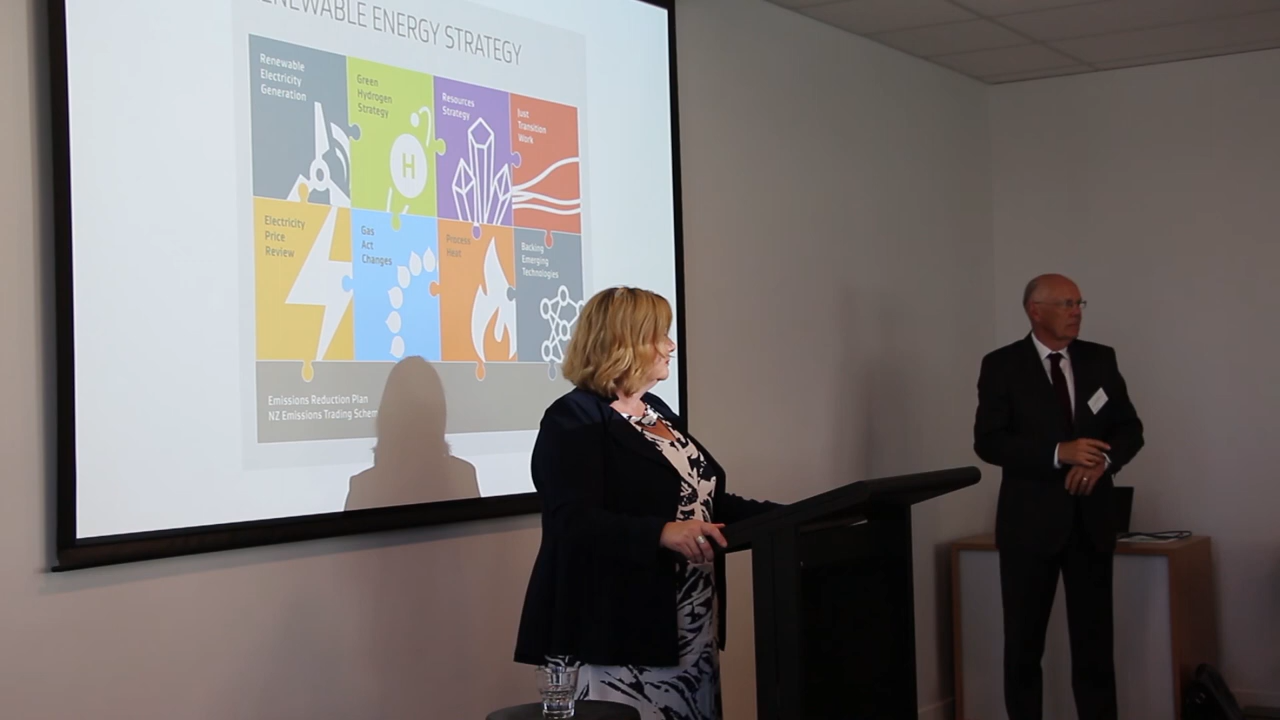 RENEWABLE ENERGY STRATEGY
Renewable
Electricity
Generation
Green
Hydrogen
Strategy
H
Resources
Strategy
Just
Transition
Work
Electricity
Price
Review
Gas
Act
Changes
Process
Heat
Backing
Emerging
Technologies
Emissions Reduction Plan
NZ Emissions Trading Schem